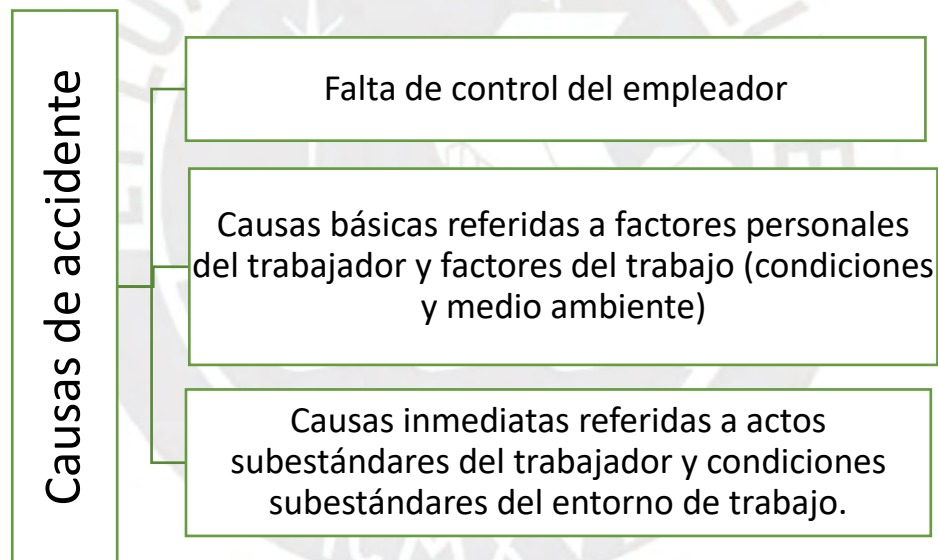 Causas de accidente
Falta de control del empleador
Causas básicas referidas a factores personales
del trabajador y factores del trabajo (condiciones
y medio ambiente)
Causas inmediatas referidas a actos
subestándares del trabajador y condiciones
subestándares del entorno de trabajo.